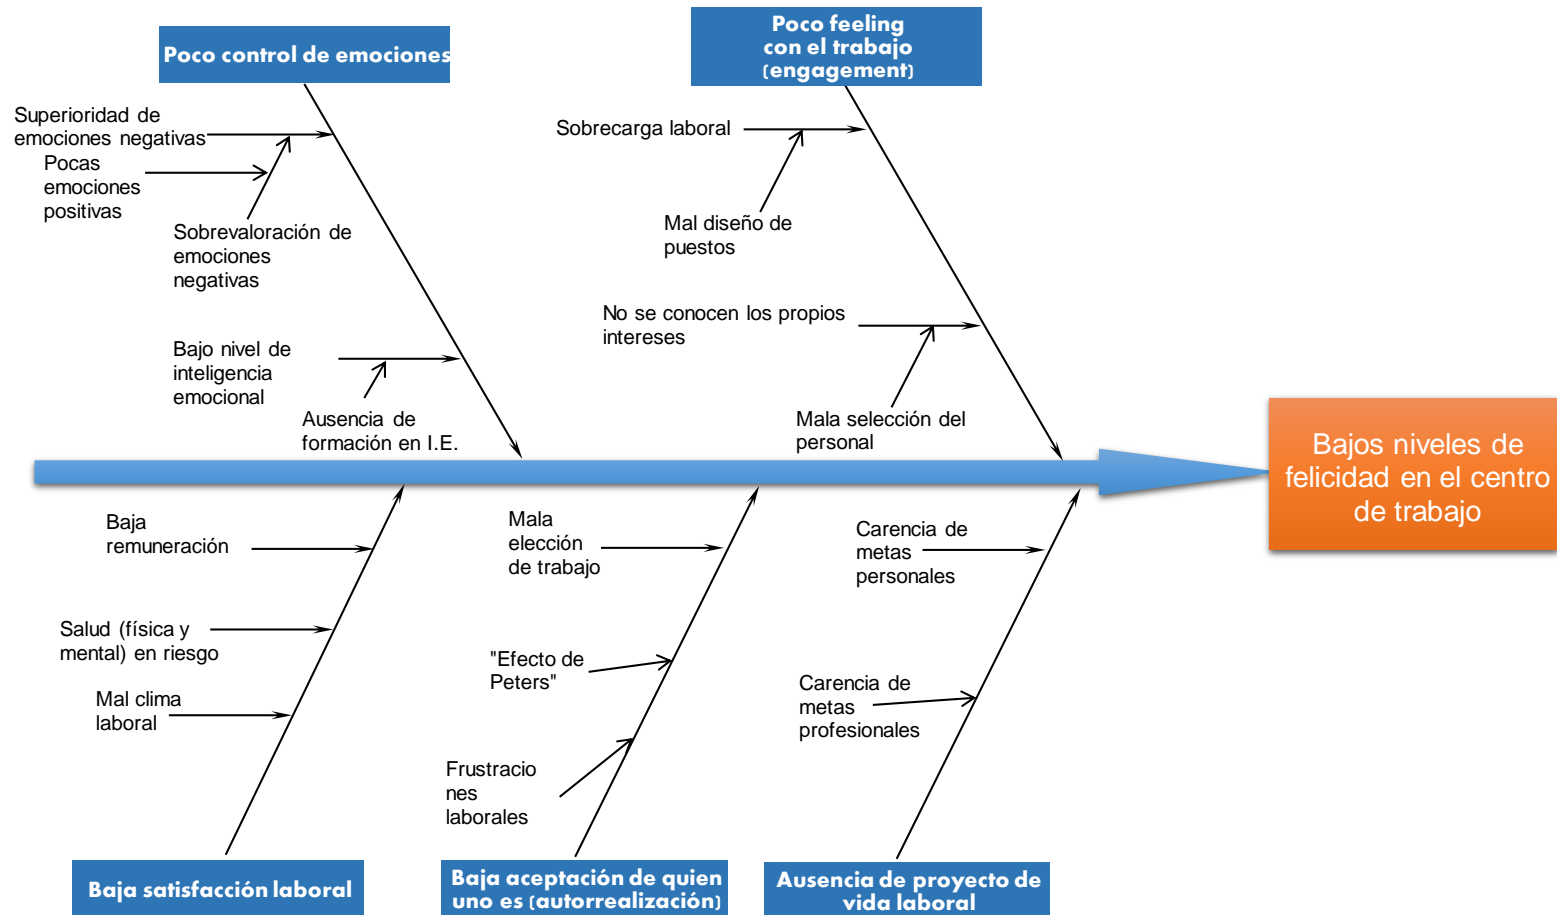 Poco control de emociones
Poco feeling
con el trabajo
(engagement)
Superioridad de
emociones negativas
Pocas
emociones
positivas
Sobrevaloración de
emociones
negativas
Bajo nivel de
inteligencia
emocional
Ausencia de
formación en I.E.
Sobrecarga laboral
Mal diseño de
puestos
No se conocen los propios
intereses
Mala selección del
personal
Bajos niveles de
felicidad en el centro
de trabajo
Baja
remuneración
Salud (física y
mental) en riesgo
Mal clima
laboral
Mala
elección
de trabajo
"Efecto de
Peters"
Frustracio
nes
laborales
Carencia de
metas
personales
Carencia de
metas
profesionales
Baja satisfacción laboral
Baja aceptación de quien
uno es (autorrealización)
Ausencia de proyecto de
vida laboral